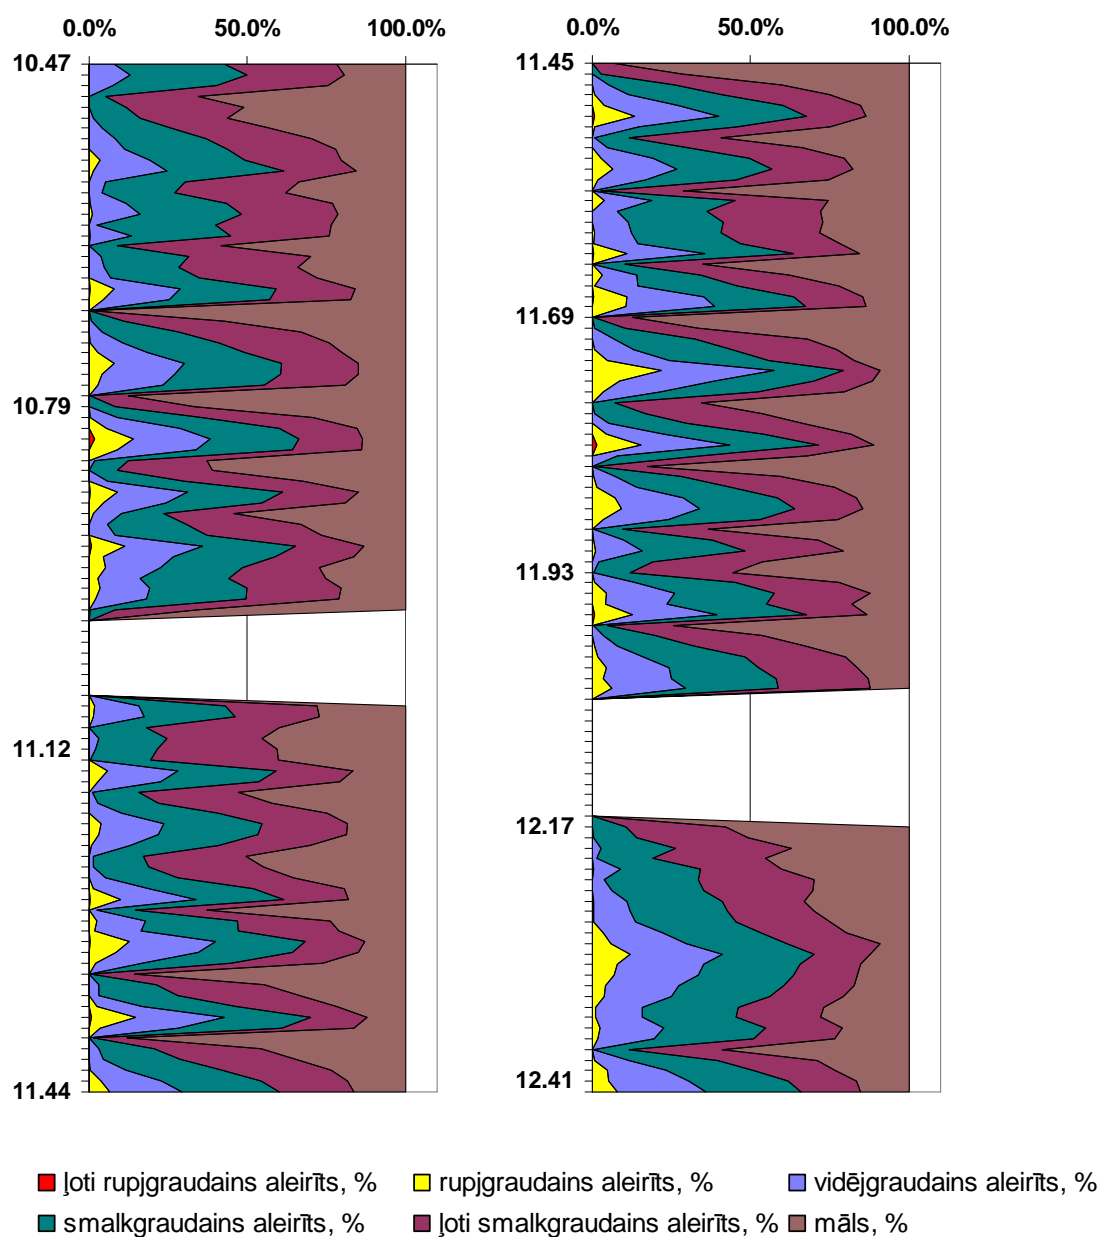 0.0% 50.0% 100.0%
10.47
10.79
11.12
11.44
0.0% 50.0% 100.0%
11.45
11.69
11.93
12.17
12.41
ļoti rupjgraudains aleirīts, % rupjgraudains aleirīts, % vidējgraudains aleirīts, %
smalkgraudains aleirīts, % ļoti smalkgraudains aleirīts, % māls, %